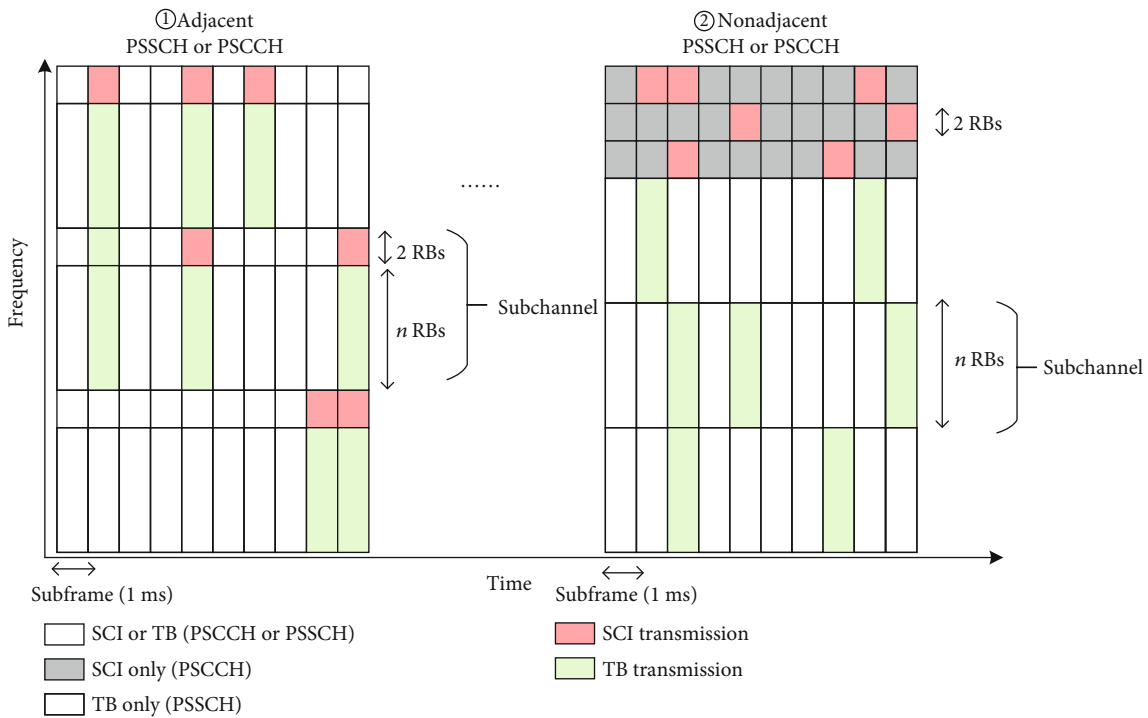 ①Adjacent
PSSCH or PSCCH
②Nonadjacent
PSSCH or PSCCH
Frequency
2 RBs
n RBs
Subchannel
......
2 RBs
n RBs
Subchannel
Time
Subframe (1 ms)
Subframe (1 ms)
SCI or TB (PSCCH or PSSCH)
SCI only (PSCCH)
TB only (PSSCH)
SCI transmission
TB transmission